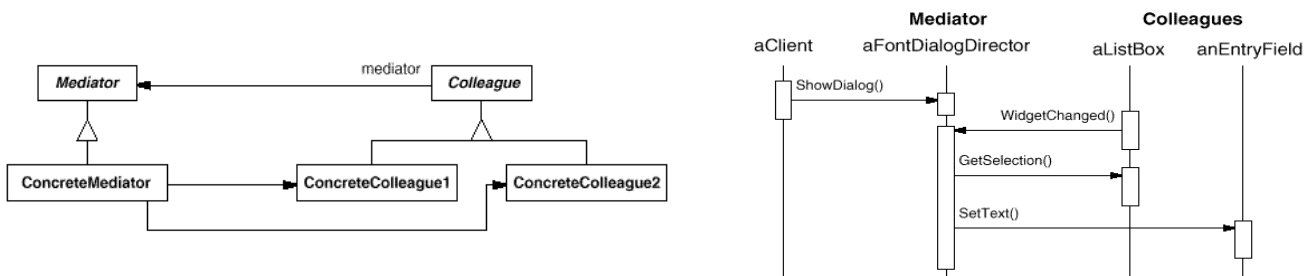 mediator
Mediator
Colleague
ConcreteMediator
ConcreteColleague1
ConcreteColleague2
Mediator
Colleagues
aClient
aFontDialogDirector
aListBox
anEntryField
ShowDialog()
WidgetChanged()
GetSelection()
SetText()